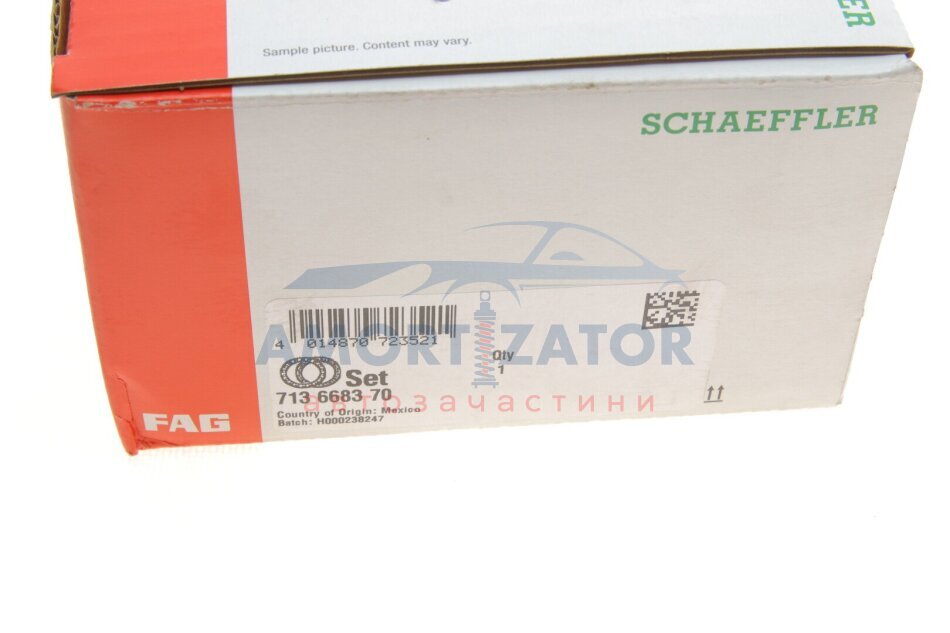 Sample picture. Content may vary.
SCHAEFFLER
4 014870 723521
AMORTIZATOR
Qty
1
Set
713 6683 70
автозапчастини
Country of Origin: Mexico
Batch: H000238247
FAG